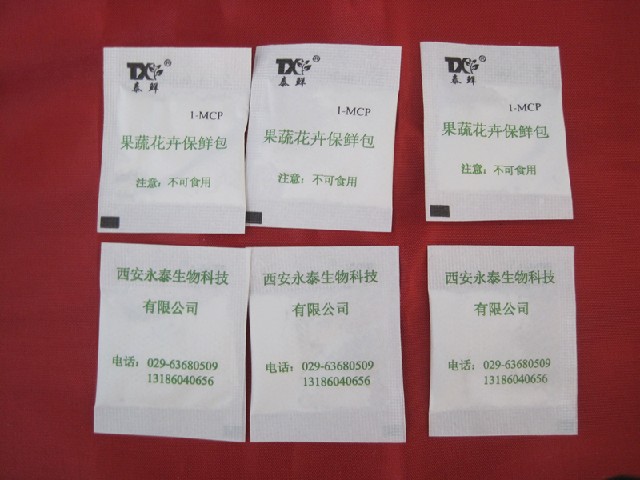 TX®
泰鲜
1-MCP
果蔬花卉保鲜包
注意：不可食用
TX®
泰鲜
1-MCP
果蔬花卉保鲜包
注意：不可食用
TX®
泰鲜
1-MCP
果蔬花卉保鲜包
注意：不可食用
西安永泰生物科技
有限公司
电话：029-63680509
13186040656
西安永泰生物科技
有限公司
电话：029-63680509
13186040656
西安永泰生物科技
有限公司
电话：029-63680509
13186040656